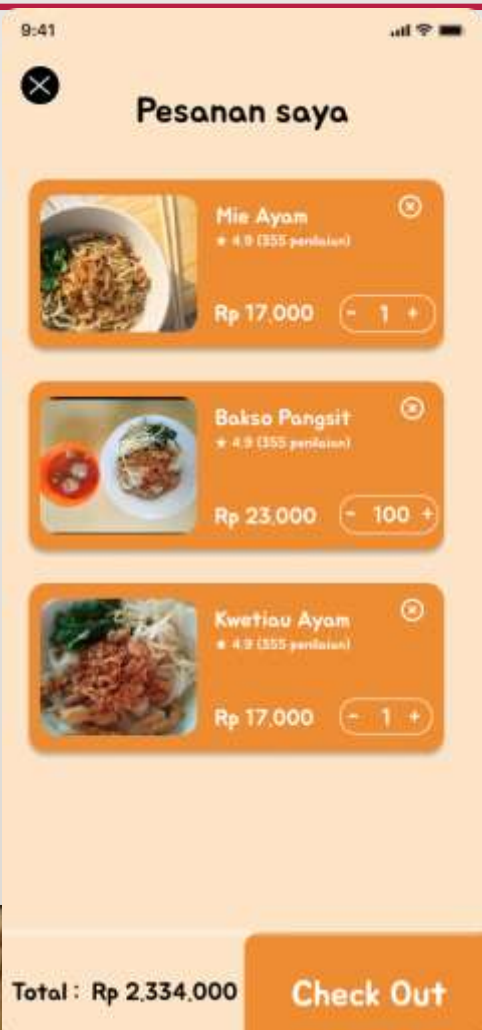 9:41
Pesanan saya
Mie Ayam
★ 4.9 (355 penilaian)
Rp 17.000
- 1 +
Bakso Pangsit
★ 4.9 (355 penilaian)
Rp 23.000
- 100 +
Kwetiau Ayam
★ 4.9 (355 penilaian)
Rp 17.000
- 1 +
Total : Rp 2.334.000
Check Out